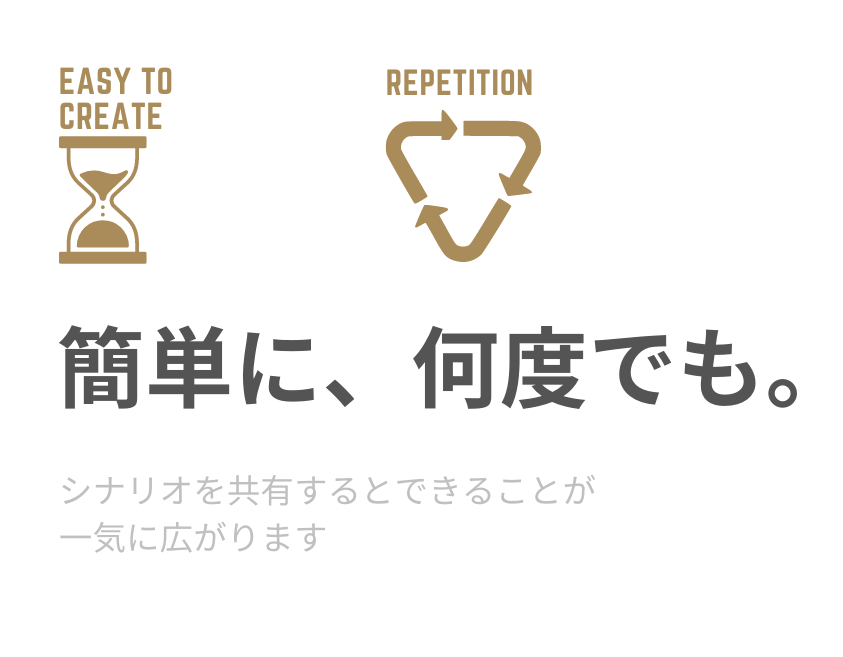 EASY TO
CREATE
REPETITION
簡単に、何度でも。
シナリオを共有するとできることが
一気に広がります